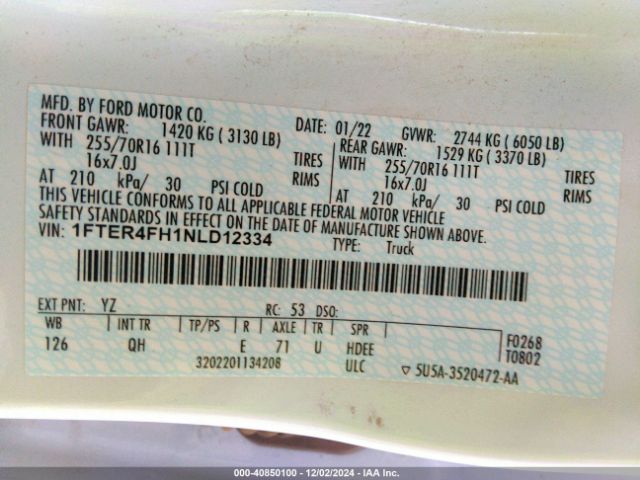 MFD. BY FORD MOTOR CO.
DATE: 01/22 GVWR: 2744 KG ( 6050 LB)
FRONT GAWR: 1420 KG ( 3130 LB)
REAR GAWR: 1529 KG ( 3370 LB)
WITH 255/70R16 111T TIRES
WITH 255/70R16 111T TIRES
16x7.0J RIMS
16x7.0J RIMS
AT 210 kPa/ 30 PSI COLD
AT 210 kPa/ 30 PSI COLD
THIS VEHICLE CONFORMS TO ALL APPLICABLE FEDERAL MOTOR VEHICLE
SAFETY STANDARDS IN EFFECT ON THE DATE OF MANUFACTURE SHOWN ABOVE.
VIN: 1FTER4FH1NLD12334 TYPE: Truck
EXT PNT: YZ RC: 53 DSO:
WB INT TR TP/PS R AXLE TR SPR F0268
126 QH E 71 U HDEE T0802
3202201134208 ULC ▽ 5U5A-3520472-AA
000-40850100 - 12/02/2024 - IAA Inc.